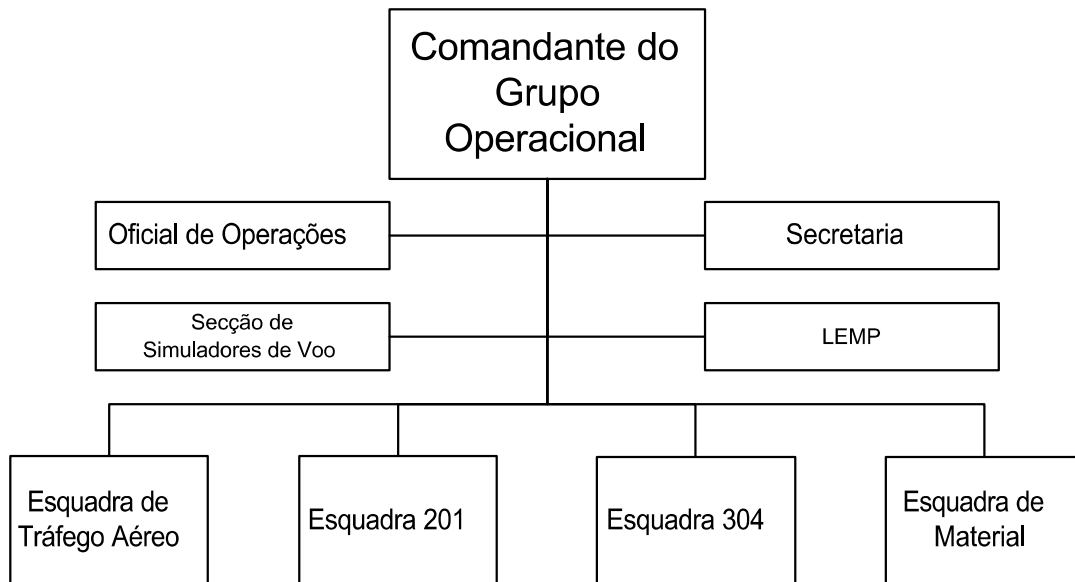 Comandante do
Grupo
Operacional
Oficial de Operações
Secretaria
Secção de
Simuladores de Voo
LEMP
Esquadra de
Tráfego Aéreo
Esquadra 201
Esquadra 304
Esquadra de
Material